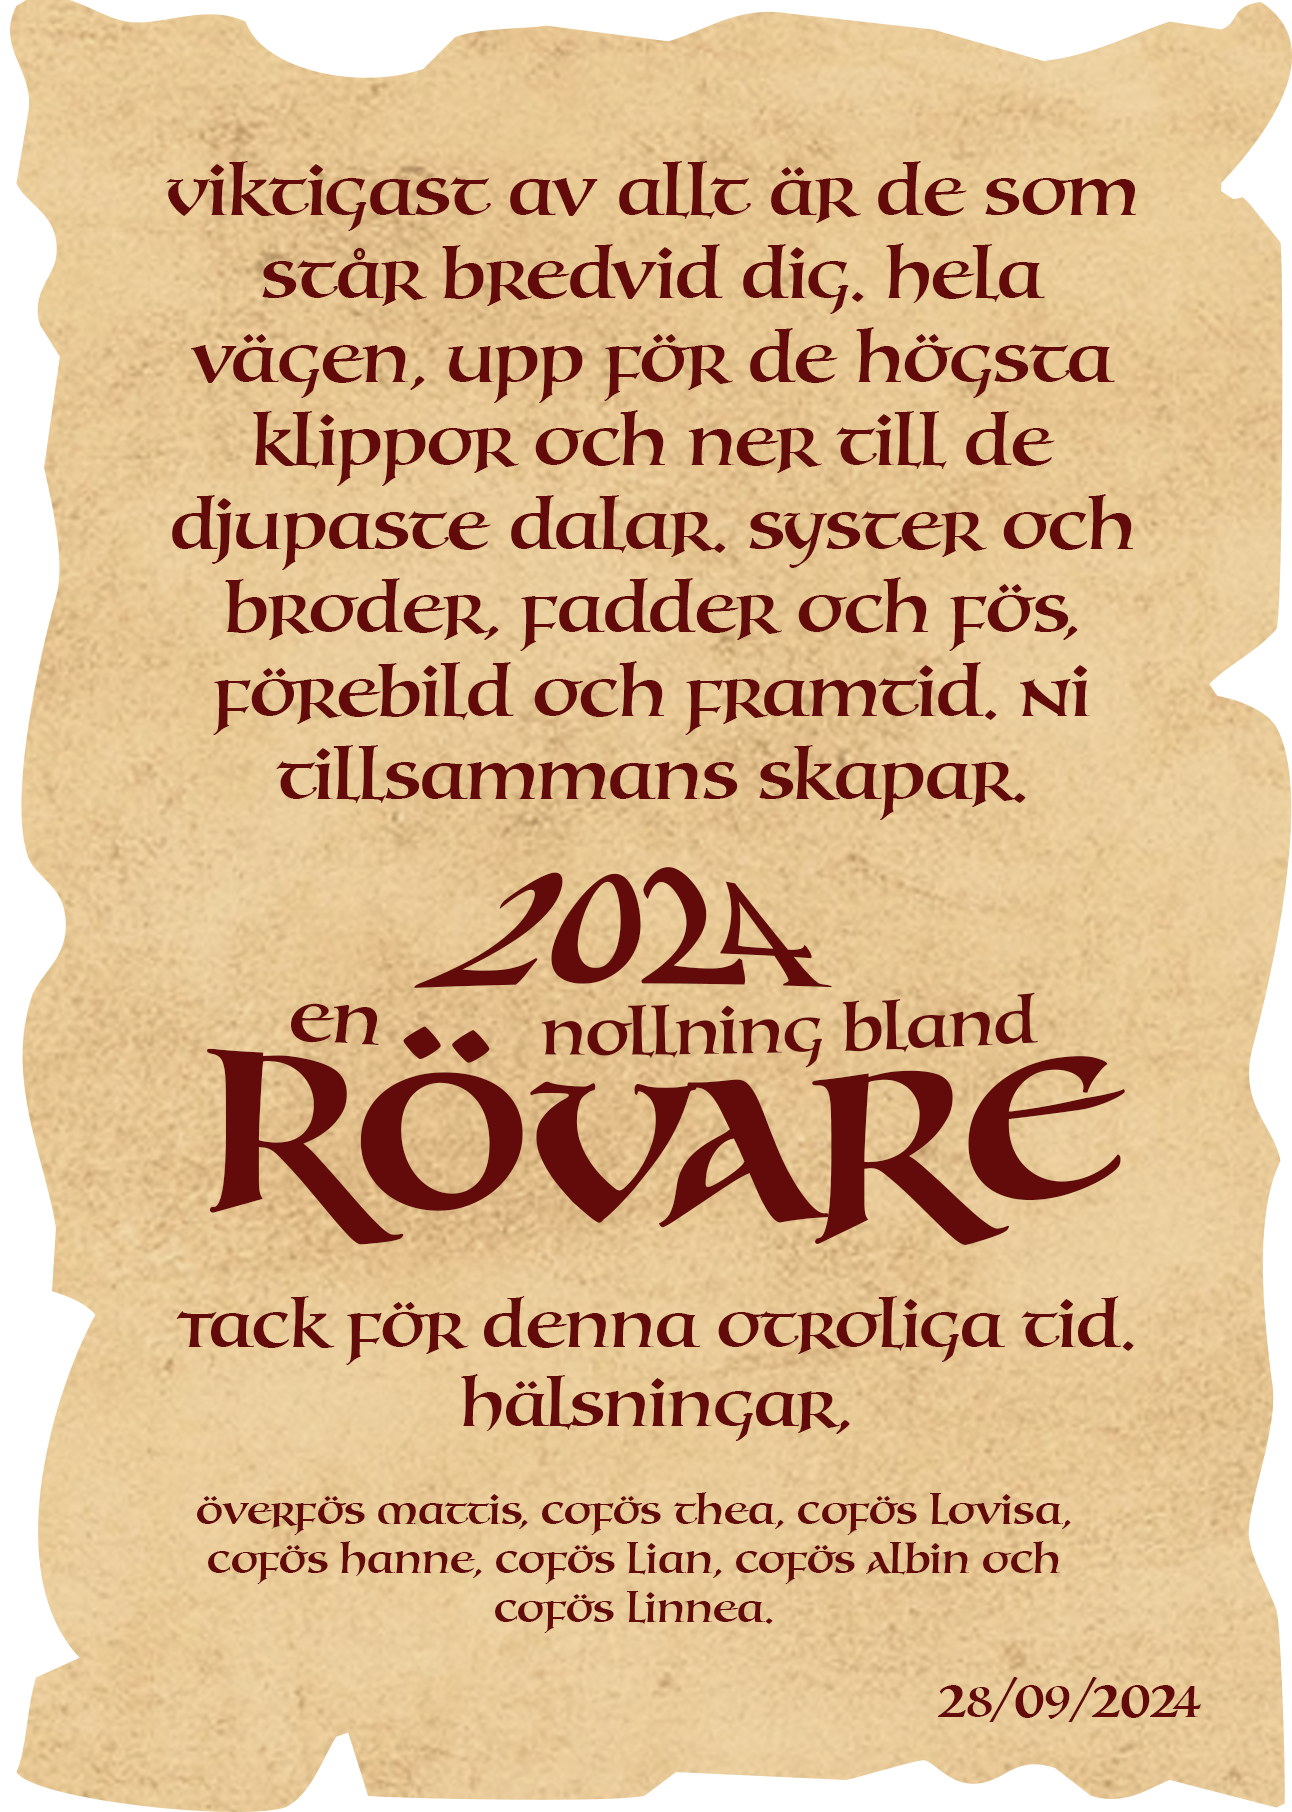 viktigast av allt är de som
står bredvid dig. hela
vägen, upp för de högsta
klippor och ner till de
djupaste dalar. syster och
broder, fadder och fös,
förebild och framtid. Ni
tillsammans skapar.
2024
en nollning bland
RÖVARE
Tack för denna otroliga tid.
hälsningar,
överfös mattis, cofös thea, cofös Lovisa,
cofös hanne, cofös Lian, cofös Albin och
cofös Linnea.
28/09/2024